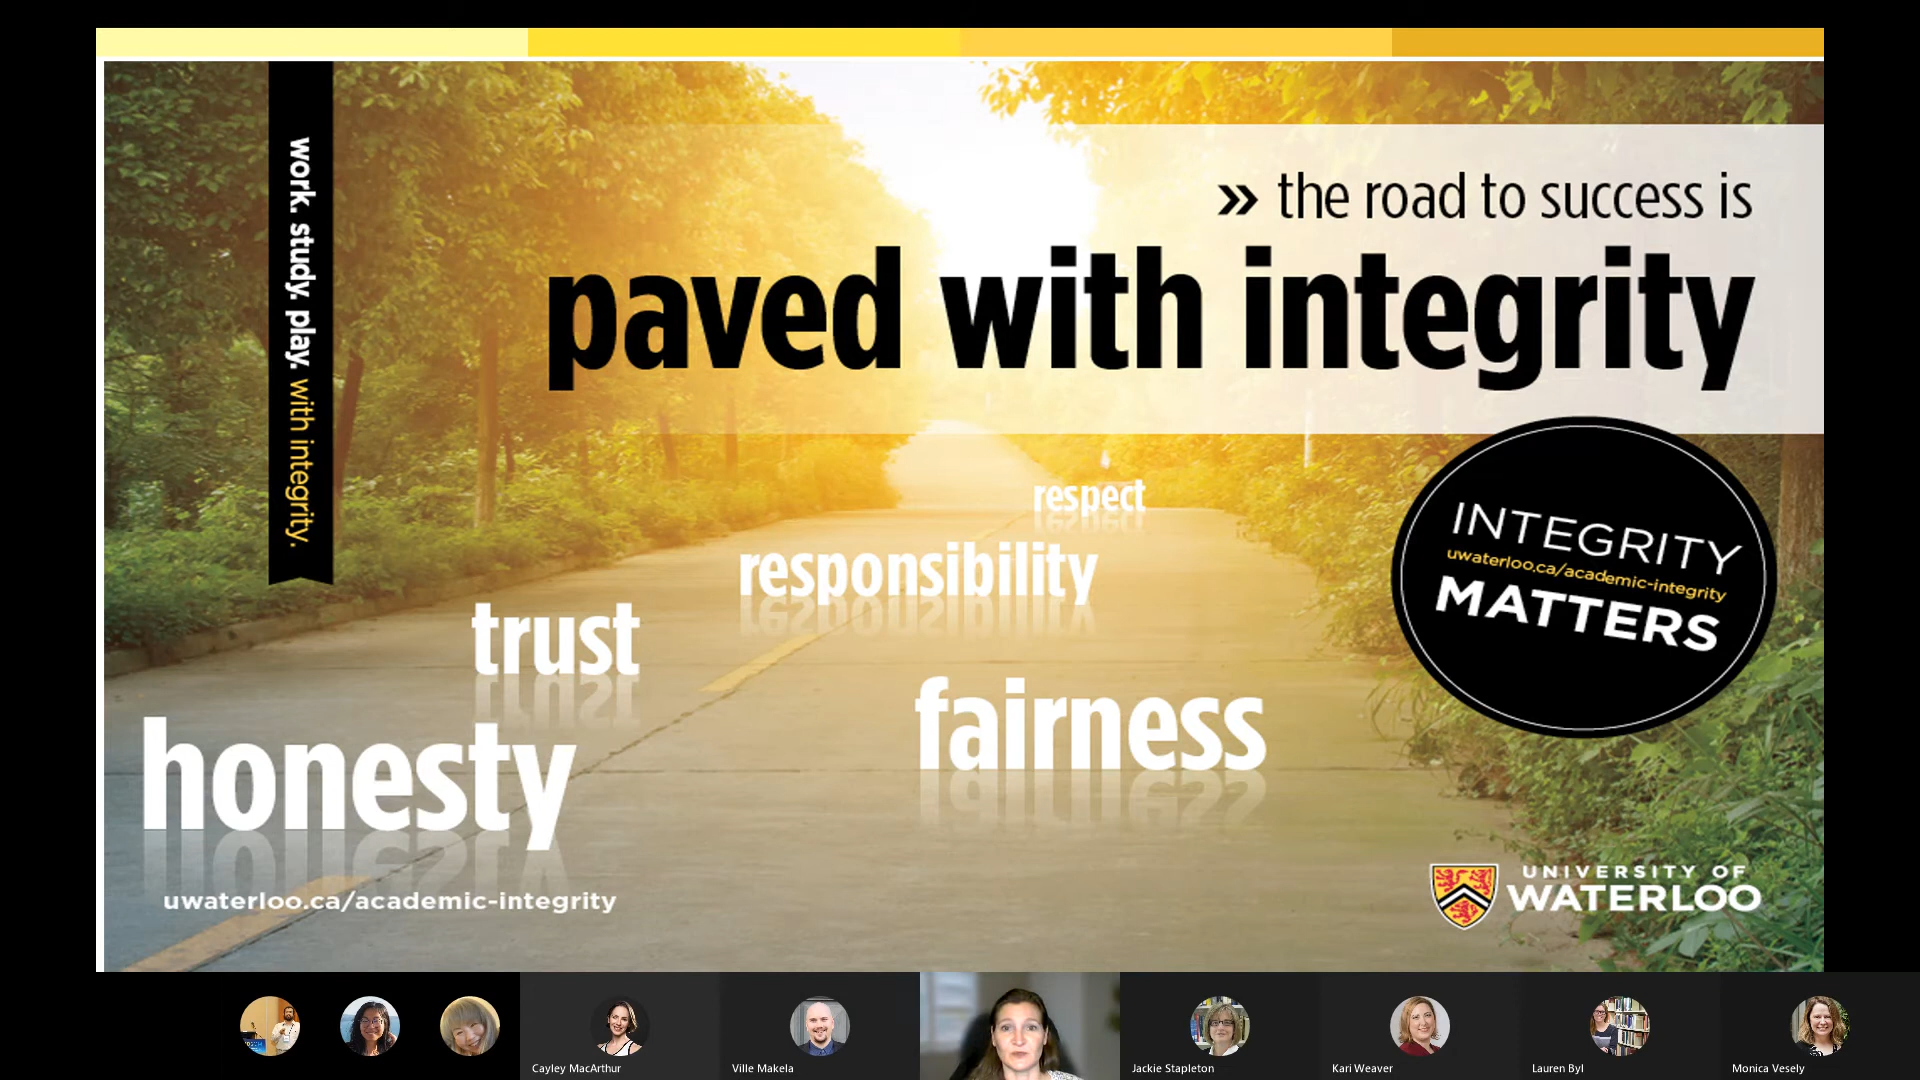 work. study. play. with integrity.
» the road to success is
paved with integrity
respect
responsibility
trust
fairness
honesty
uwaterloo.ca/academic-integrity
INTEGRITY
uwaterloo.ca/academic-integrity
MATTERS
UNIVERSITY OF
WATERLOO
Cayley MacArthur
Ville Makela
Jackie Stapleton
Kari Weaver
Lauren Byl
Monica Vesely